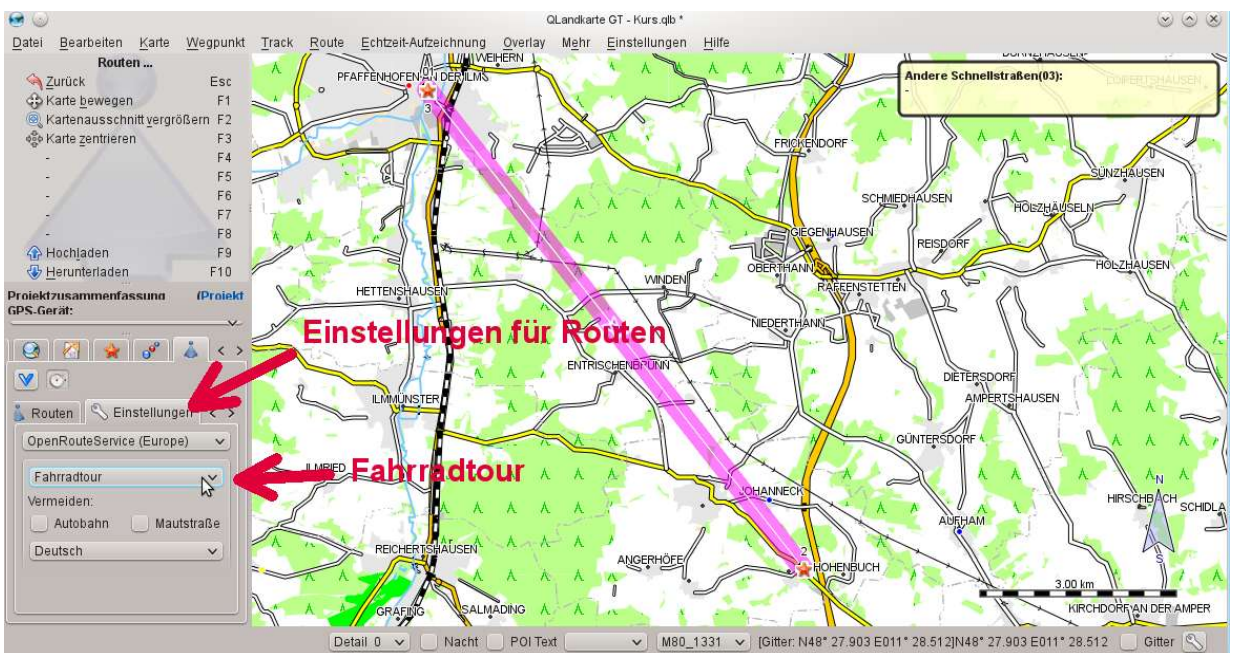 QLandkarte GT - Kurs.qlb *
Datei Bearbeiten Karte Wegpunkt Track Route Echtzeit-Aufzeichnung Overlay Mehr Einstellungen Hilfe
Routen ...
Zurück Esc
Karte bewegen F1
Kartenausschnitt vergrößern F2
Karte zentrieren F3
- F4
- F5
- F6
- F7
- F8
Hochladen F9
Herunterladen F10
Projektzusammenfassung (Projekt
GPS-Gerät:
Routen Einstellungen
OpenRouteService (Europe)
Fahrradtour
Vermeiden:
Autobahn Mautstraße
Deutsch
Einstellungen für Routen
Fahrradtour
Andere Schnellstraßen(03):
-
WEIHERN
PFAFFENHOFEN AN DER ILM
3
FRICKENDORF
SÜNZHAUSEN
SCHMIEDHAUSEN
HOLZHÄUSELN
GIEGENHAUSEN
REISDORF
OBERTHANN
HOLZHAUSEN
WINDEN
HETTENSHAUSEN
RAFFENSTETTEN
NIEDERTHANN
ENTRISCHENBRUNN
DIETERSDORF
ILMMÜNSTER
AMPERTSHAUSEN
GÜNTERSDORF
ILMRIED
N
JOHANNECK
HIRSCHBACH
SCHIDLA
AUFHAM
REICHERTSHAUSEN
2
S
ANGERHÖFE
HOHENBUCH
3.00 km
GRAFING
SALMADING
KIRCHDORF AN DER AMPER
Detail 0 Nacht POI Text M80_1331 [Gitter: N48° 27.903 E011° 28.512]N48° 27.903 E011° 28.512 Gitter